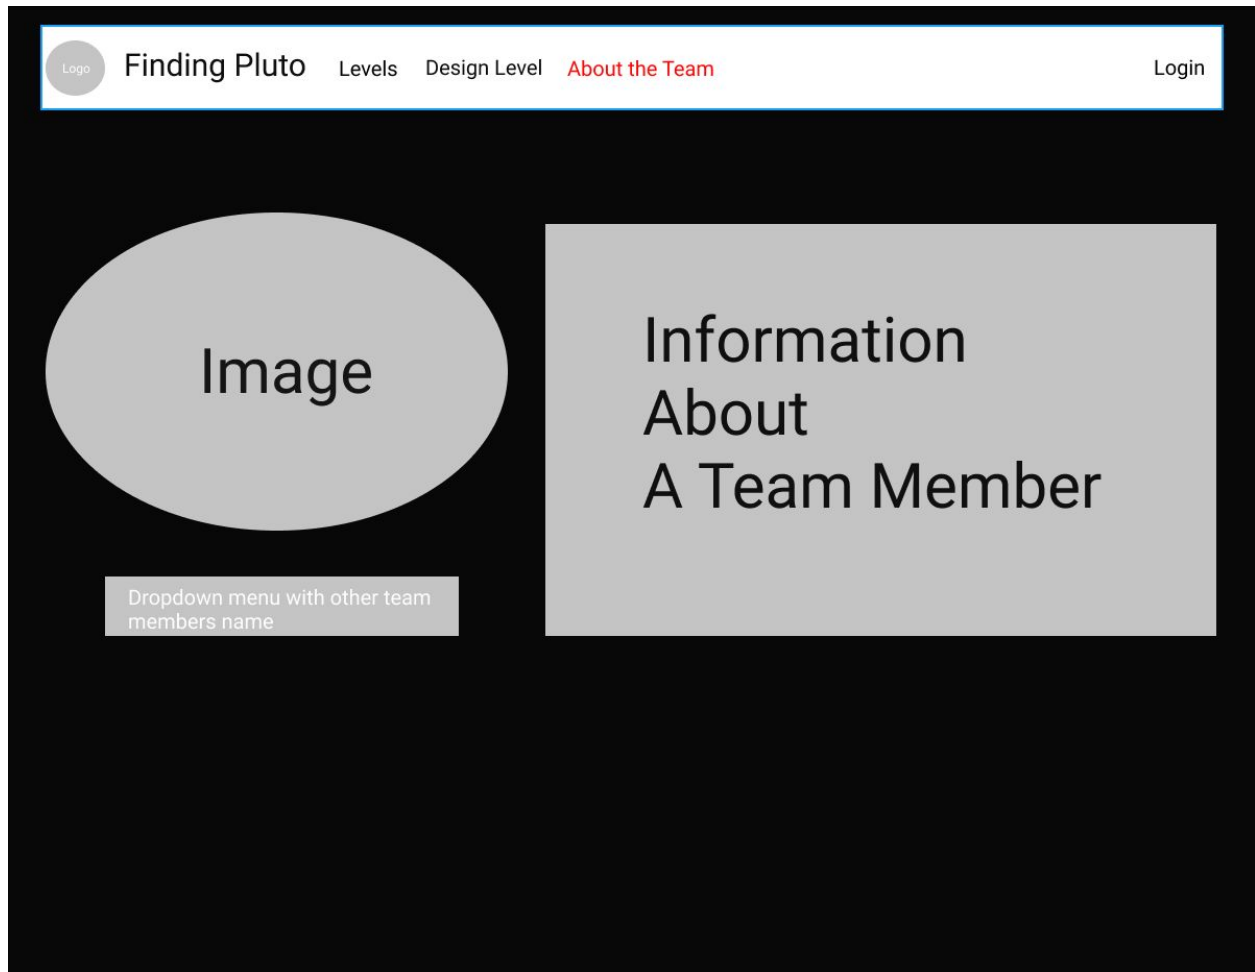 Logo
Finding Pluto
Levels
Design Level
About the Team
Login
Image
Information
About
A Team Member
Dropdown menu with other team
members name